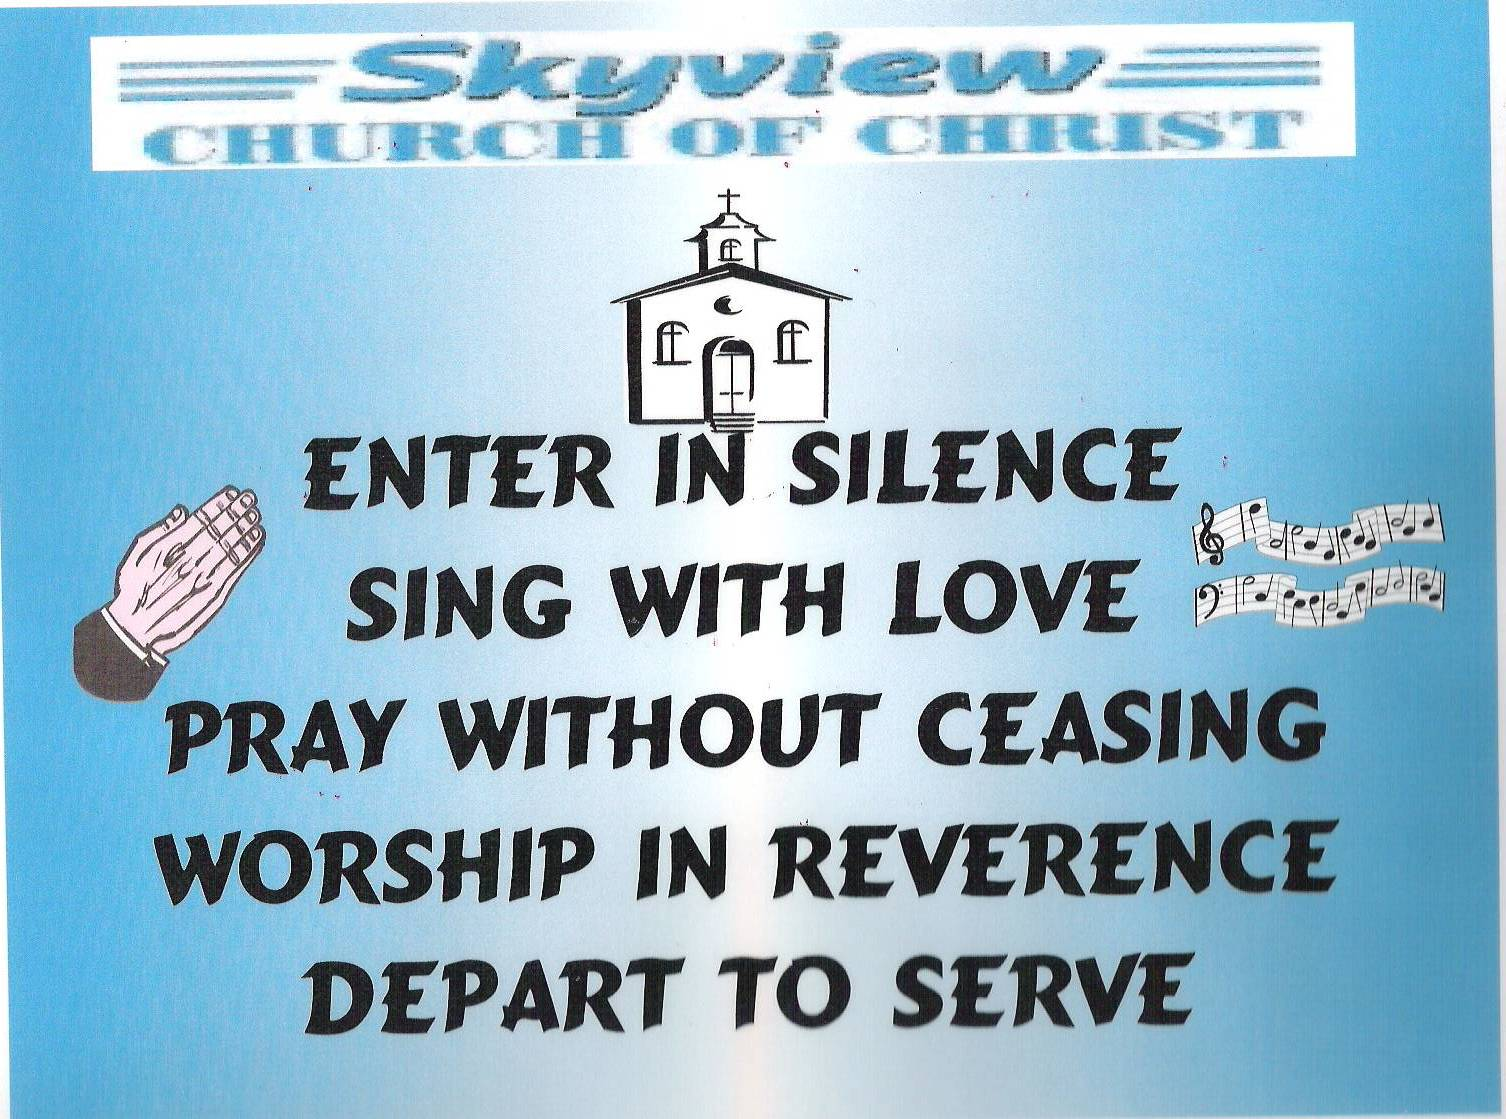 Skyview
CHURCH OF CHRIST
ENTER IN SILENCE
SING WITH LOVE
PRAY WITHOUT CEASING
WORSHIP IN REVERENCE
DEPART TO SERVE